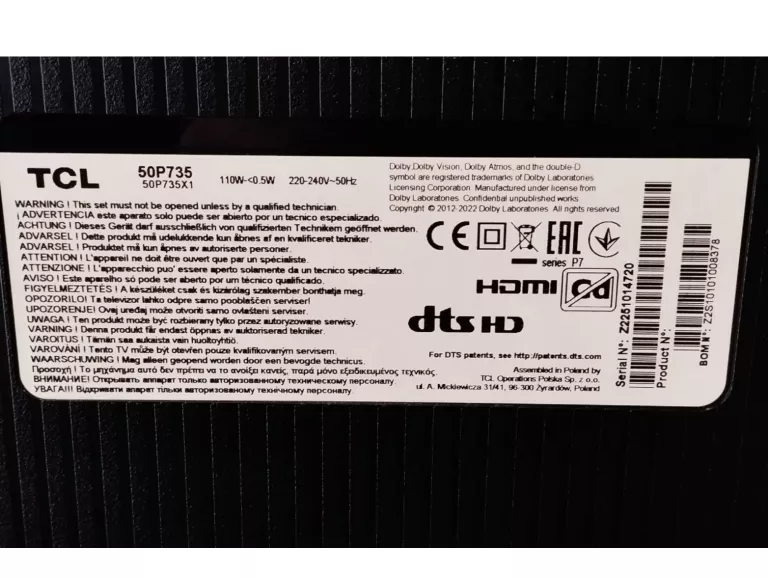 TCL
50P735
50P735X1
110W-<0.5W 220-240V~50Hz
Dolby,Dolby Vision, Dolby Atmos, and the double-D
symbol are registered trademarks of Dolby Laboratories
Licensing Corporation. Manufactured under license from
Dolby Laboratories. Confidential unpublished works.
Copyright © 2012-2022 Dolby Laboratories. All rights reserved
WARNING ! This set must not be opened unless by a qualified technician.
¡ ADVERTENCIA este aparato solo puede ser abierto por un tecnico especializado.
ACHTUNG ! Dieses Gerät darf ausschließlich von qualifizierten Technikern geöffnet werden.
ADVARSEL ! Dette produkt må udelukkende kun åbnes af en kvalificeret tekniker.
ADVARSEL ! Produktet må kun åpnes av autoriserte personer.
ATTENTION ! L'appareil ne doit être ouvert que par un spécialiste.
ATTENZIONE ! L'apparecchio puo' essere aperto solamente da un tecnico specializzato.
AVISO ! Este aparelho só pode ser aberto por um técnico qualificado.
FIGYELMEZTETÉS ! A készüléket csak és kizárólag szakember bonthatja meg.
OPOZORILO! Ta televizor lahko odpre samo pooblaščen serviser!
UPOZORENJE! Ovaj uređaj može otvoriti samo ovlašteni serviser!
UWAGA ! Ten produkt może być rozbierany tylko przez autoryzowane serwisy.
VARNING ! Denna produkt får endast öppnas av auktoriserad tekniker.
VAROITUS ! Tämän saa aukaista vain huoltoyhtiö.
VAROVÁNÍ ! Tento TV může být otevřen pouze kvalifikovaným servisem.
WAARSCHUWING ! Mag alleen geopend worden door een bevoegde technicus.
Προσοχή ! Το μηχάνημα αυτό δεν πρέπει να το ανοίξει κανείς, παρά μόνο εξειδικευμένος τεχνικός.
ВНИМАНИЕ! Открывать аппарат только авторизованному техническому персоналу.
УВАГА!!! Відкривати апарат тільки авторизованому технічному персоналу.
CE EAC
series P7
HDMI
dts HD
For DTS patents, see http://patents.dts.com
Assembled in Poland by
TCL Operations Polska Sp. z o.o.
ul. A. Mickiewicza 31/41, 96-300 Żyrardów, Poland
Serial N°: Z2251014720
Product N°:
BOM N°: Z2S10101008378